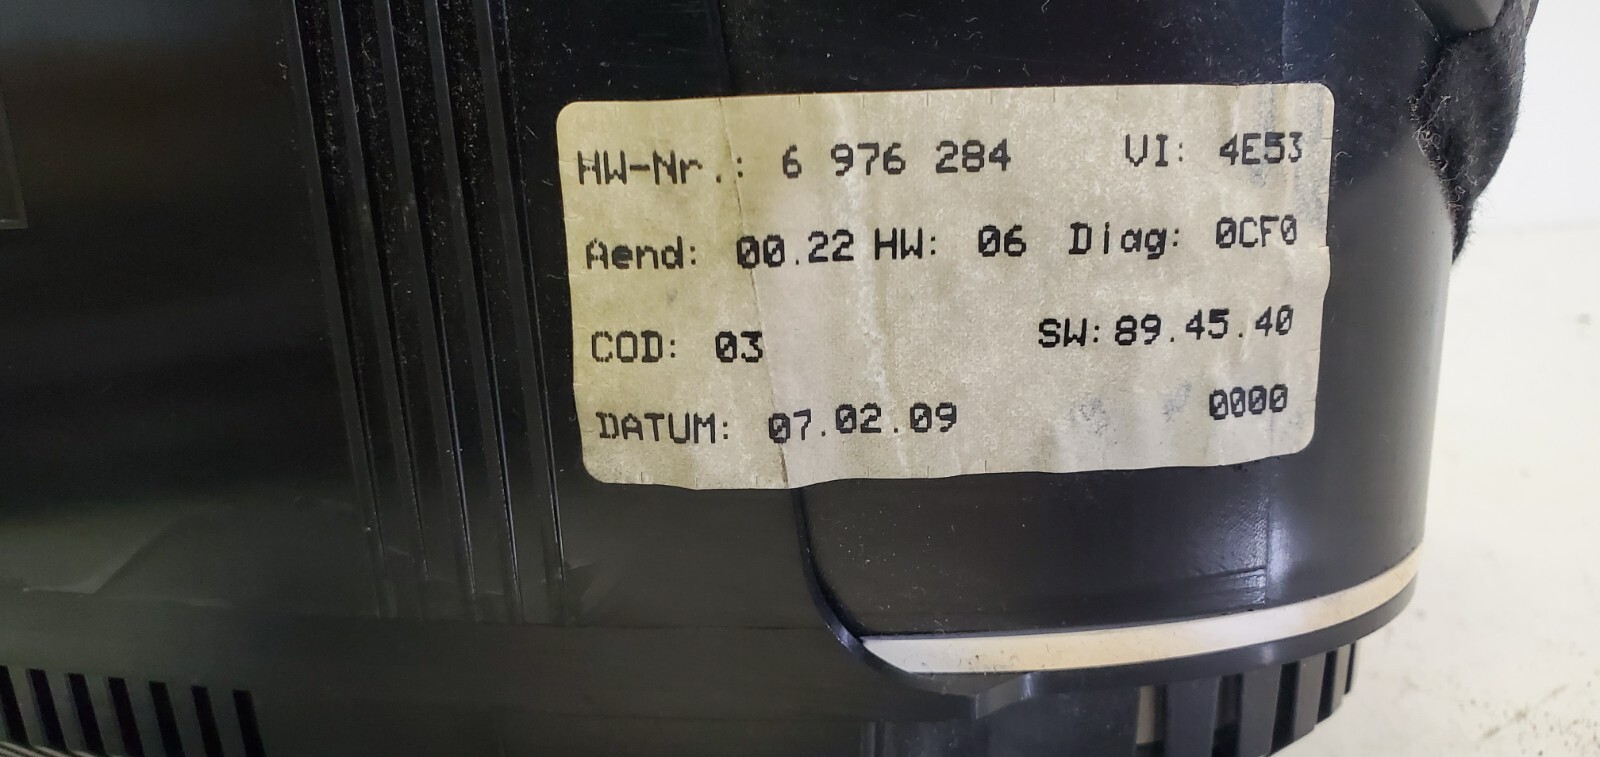 HW-Nr.: 6 976 284 VI: 4E53
Aend: 00.22 HW: 06 Diag: 0CF0
COD: 03 SW: 89.45.40
DATUM: 07.02.09 0000